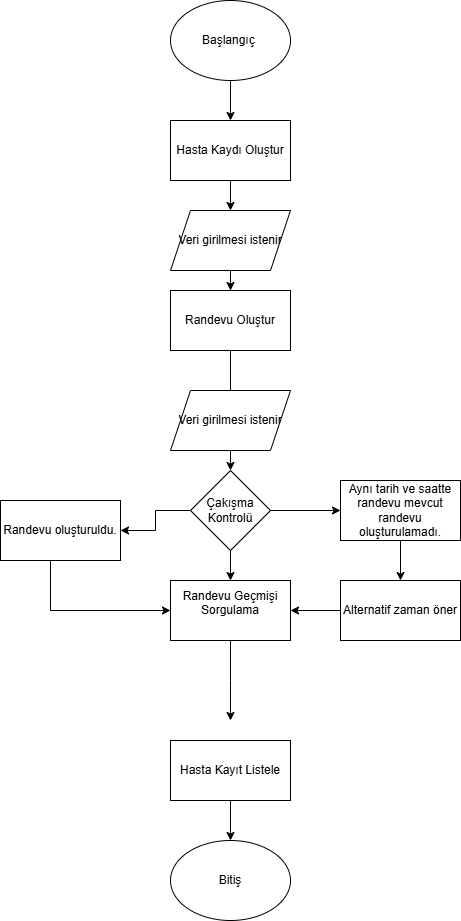 Başlangıç
Hasta Kaydı Oluştur
Veri girilmesi istenir
Randevu Oluştur
Veri girilmesi istenir
Çakışma
Kontrolü
Aynı tarih ve saatte
randevu mevcut
randevu
oluşturulamadı.
Randevu oluşturuldu.
Randevu Geçmişi
Sorgulama
Alternatif zaman öner
Hasta Kayıt Listele
Bitiş